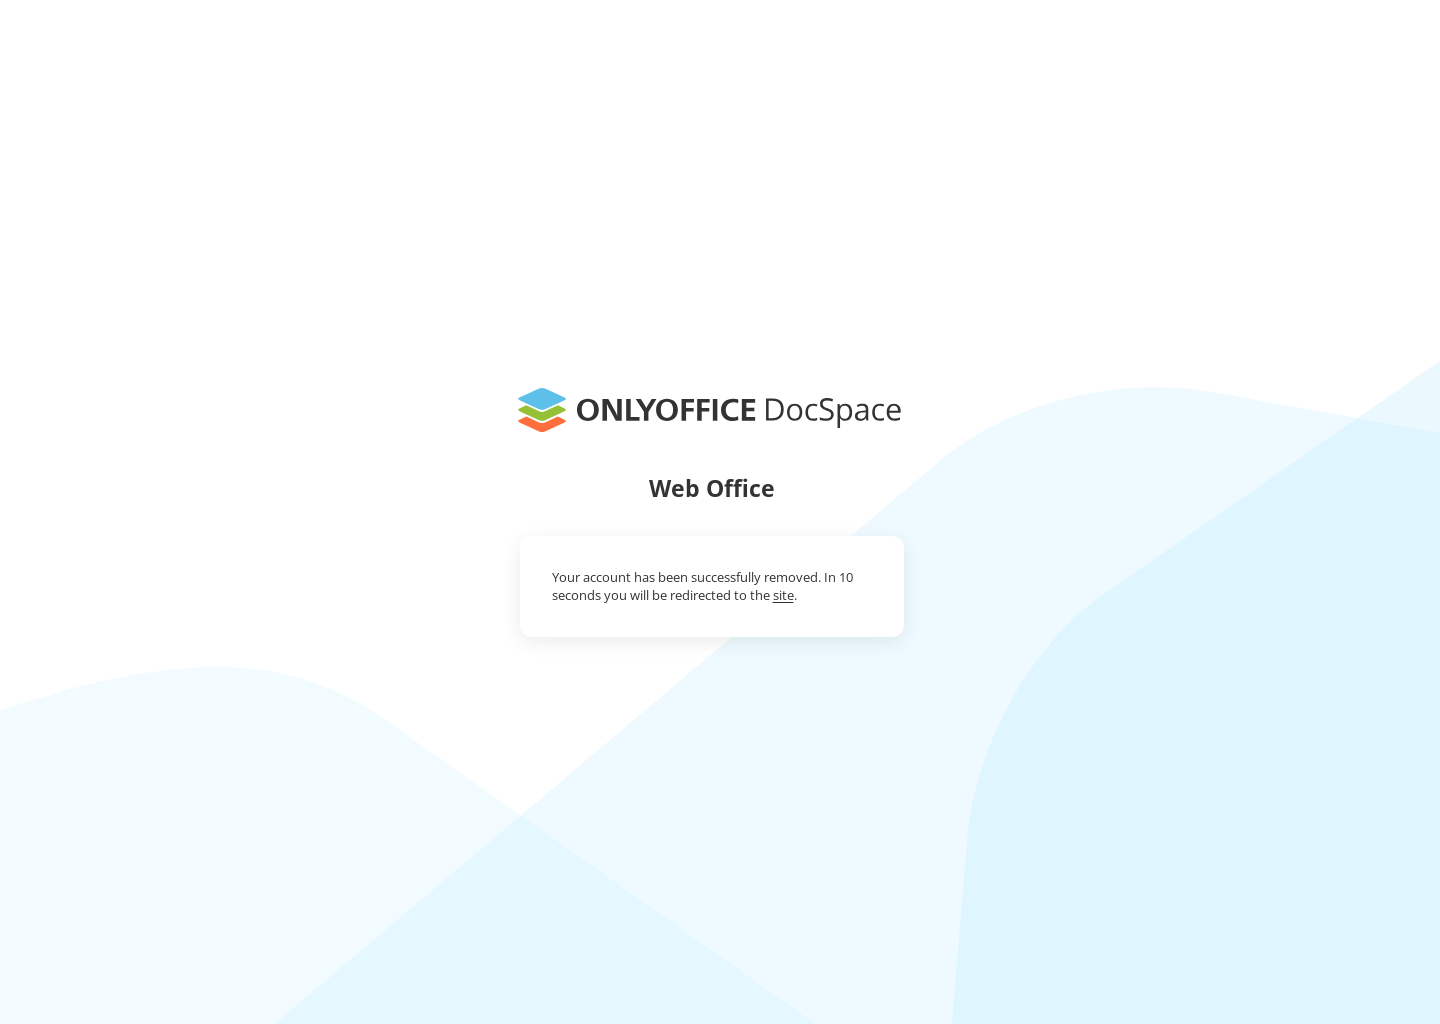 ONLYOFFICE DocSpace
Web Office
Your account has been successfully removed. In 10
seconds you will be redirected to the site.